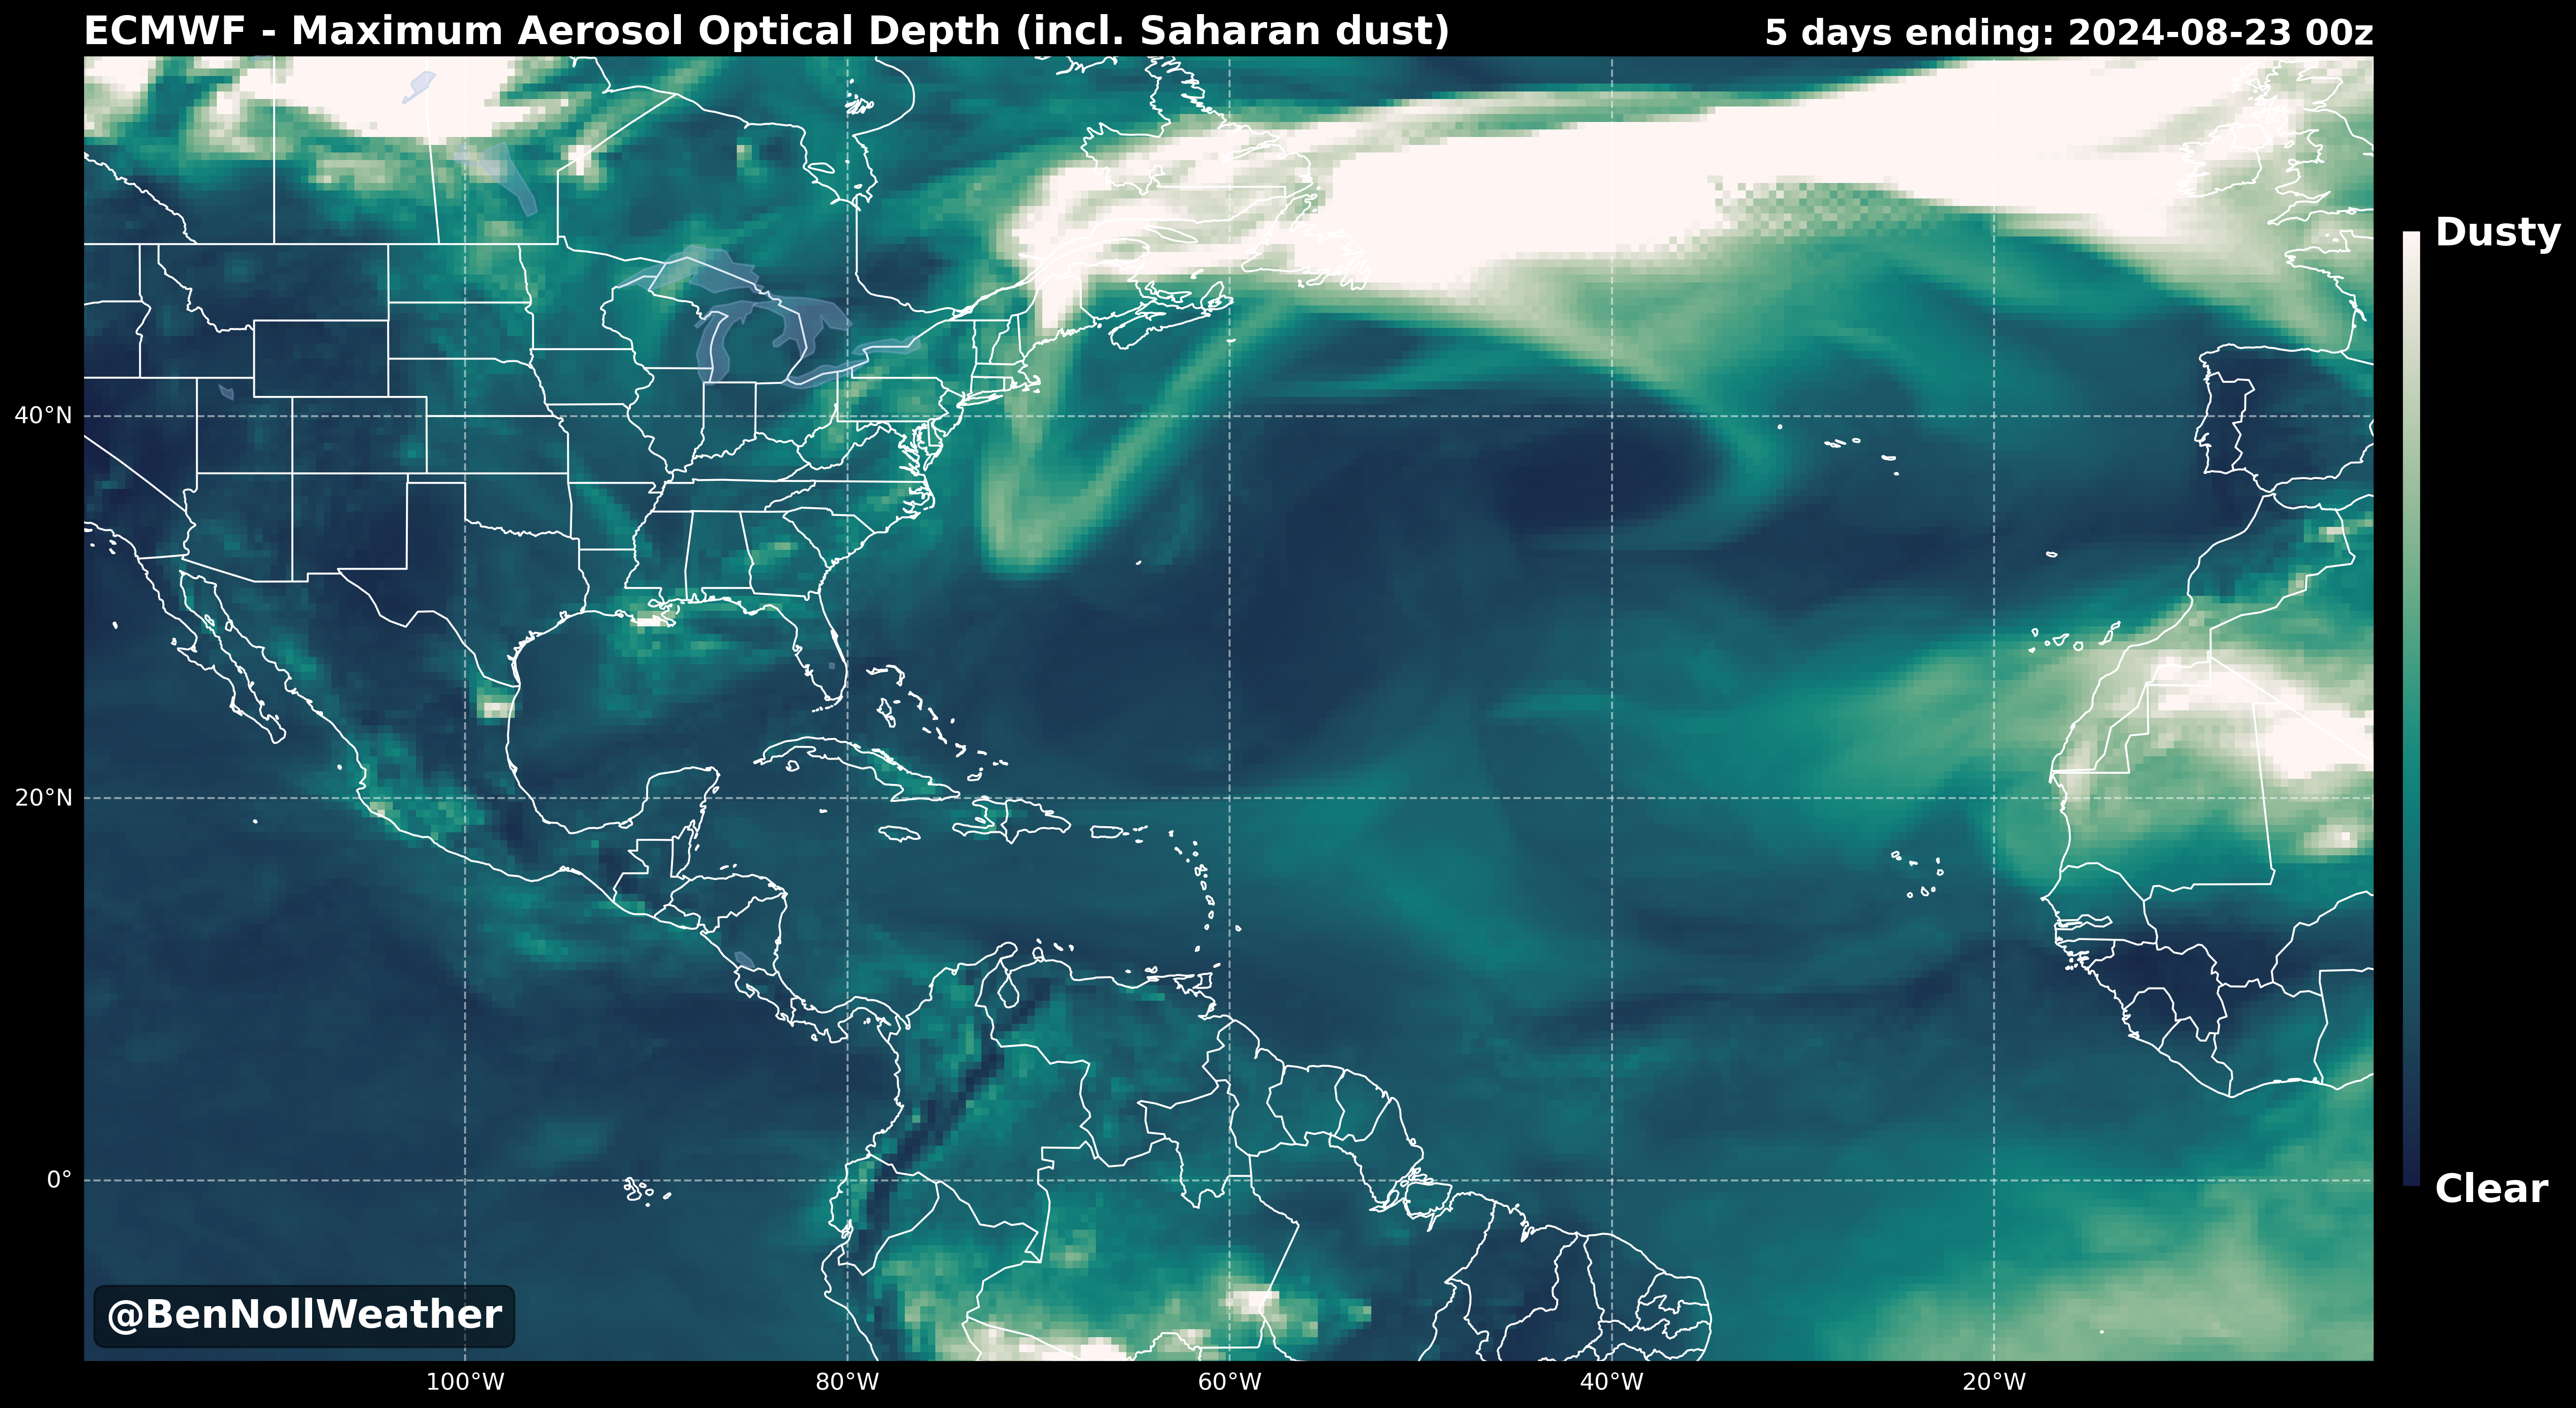 ECMWF - Maximum Aerosol Optical Depth (incl. Saharan dust)
5 days ending: 2024-08-23 00z
Dusty
40°N
20°N
0°
Clear
@BenNollWeather
100°W
80°W
60°W
40°W
20°W